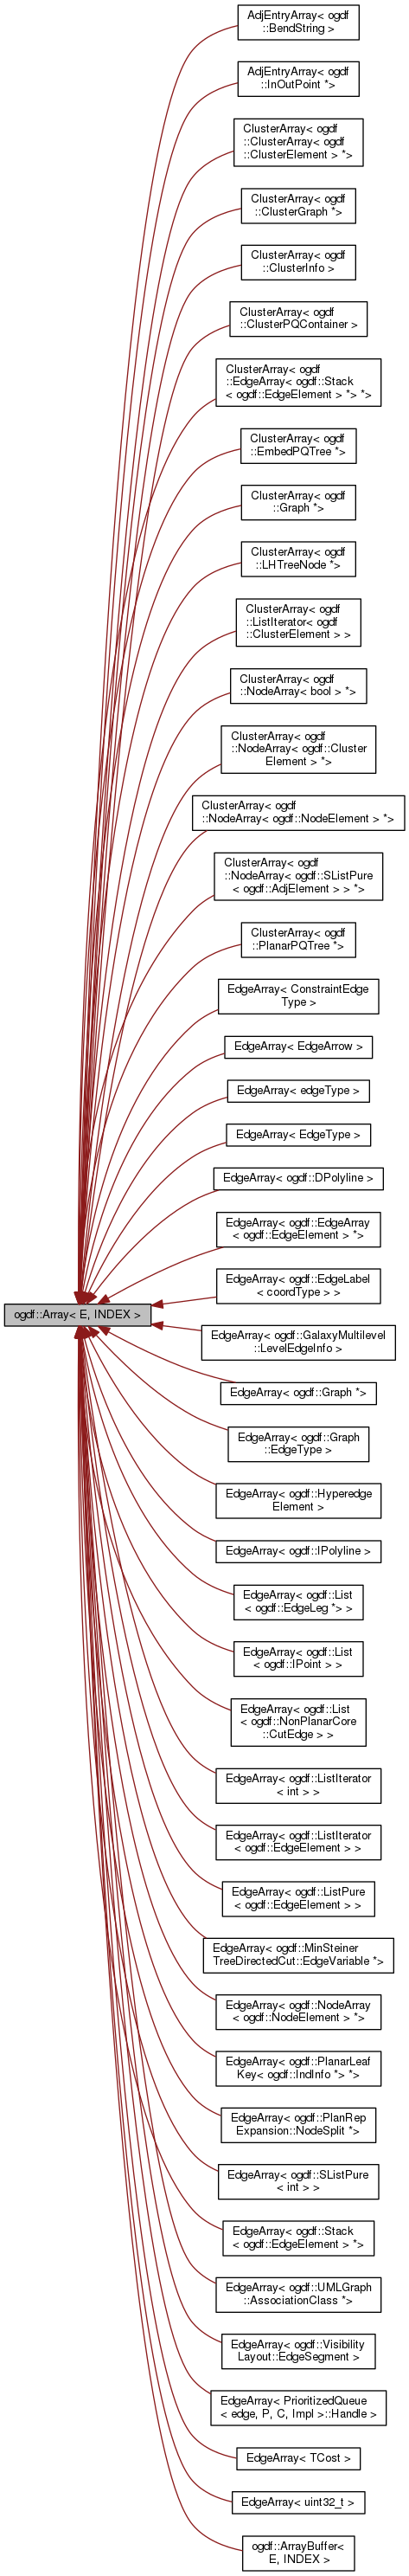 AdjEntryArray< ogdf
::BendString >
AdjEntryArray< ogdf
::InOutPoint *>
ClusterArray< ogdf
::ClusterArray< ogdf
::ClusterElement > *>
ClusterArray< ogdf
::ClusterGraph *>
ClusterArray< ogdf
::ClusterInfo >
ClusterArray< ogdf
::ClusterPQContainer >
ClusterArray< ogdf
::EdgeArray< ogdf::Stack
< ogdf::EdgeElement > *> *>
ClusterArray< ogdf
::EmbedPQTree *>
ClusterArray< ogdf
::Graph *>
ClusterArray< ogdf
::LHTreeNode *>
ClusterArray< ogdf
::ListIterator< ogdf
::ClusterElement > >
ClusterArray< ogdf
::NodeArray< bool > *>
ClusterArray< ogdf
::NodeArray< ogdf::Cluster
Element > *>
ClusterArray< ogdf
::NodeArray< ogdf::NodeElement > *>
ClusterArray< ogdf
::NodeArray< ogdf::SListPure
< ogdf::AdjElement > > *>
ClusterArray< ogdf
::PlanarPQTree *>
EdgeArray< ConstraintEdge
Type >
EdgeArray< EdgeArrow >
EdgeArray< edgeType >
EdgeArray< EdgeType >
EdgeArray< ogdf::DPolyline >
EdgeArray< ogdf::EdgeArray
< ogdf::EdgeElement > *>
EdgeArray< ogdf::EdgeLabel
< coordType > >
ogdf::Array< E, INDEX >
EdgeArray< ogdf::GalaxyMultilevel
::LevelEdgeInfo >
EdgeArray< ogdf::Graph *>
EdgeArray< ogdf::Graph
::EdgeType >
EdgeArray< ogdf::Hyperedge
Element >
EdgeArray< ogdf::IPolyline >
EdgeArray< ogdf::List
< ogdf::EdgeLeg *> >
EdgeArray< ogdf::List
< ogdf::IPoint > >
EdgeArray< ogdf::List
< ogdf::NonPlanarCore
::CutEdge > >
EdgeArray< ogdf::ListIterator
< int > >
EdgeArray< ogdf::ListIterator
< ogdf::EdgeElement > >
EdgeArray< ogdf::ListPure
< ogdf::EdgeElement > >
EdgeArray< ogdf::MinSteiner
TreeDirectedCut::EdgeVariable *>
EdgeArray< ogdf::NodeArray
< ogdf::NodeElement > *>
EdgeArray< ogdf::PlanarLeaf
Key< ogdf::IndInfo *> *>
EdgeArray< ogdf::PlanRep
Expansion::NodeSplit *>
EdgeArray< ogdf::SListPure
< int > >
EdgeArray< ogdf::Stack
< ogdf::EdgeElement > *>
EdgeArray< ogdf::UMLGraph
::AssociationClass *>
EdgeArray< ogdf::Visibility
Layout::EdgeSegment >
EdgeArray< PrioritizedQueue
< edge, P, C, Impl >::Handle >
EdgeArray< TCost >
EdgeArray< uint32_t >
ogdf::ArrayBuffer<
E, INDEX >